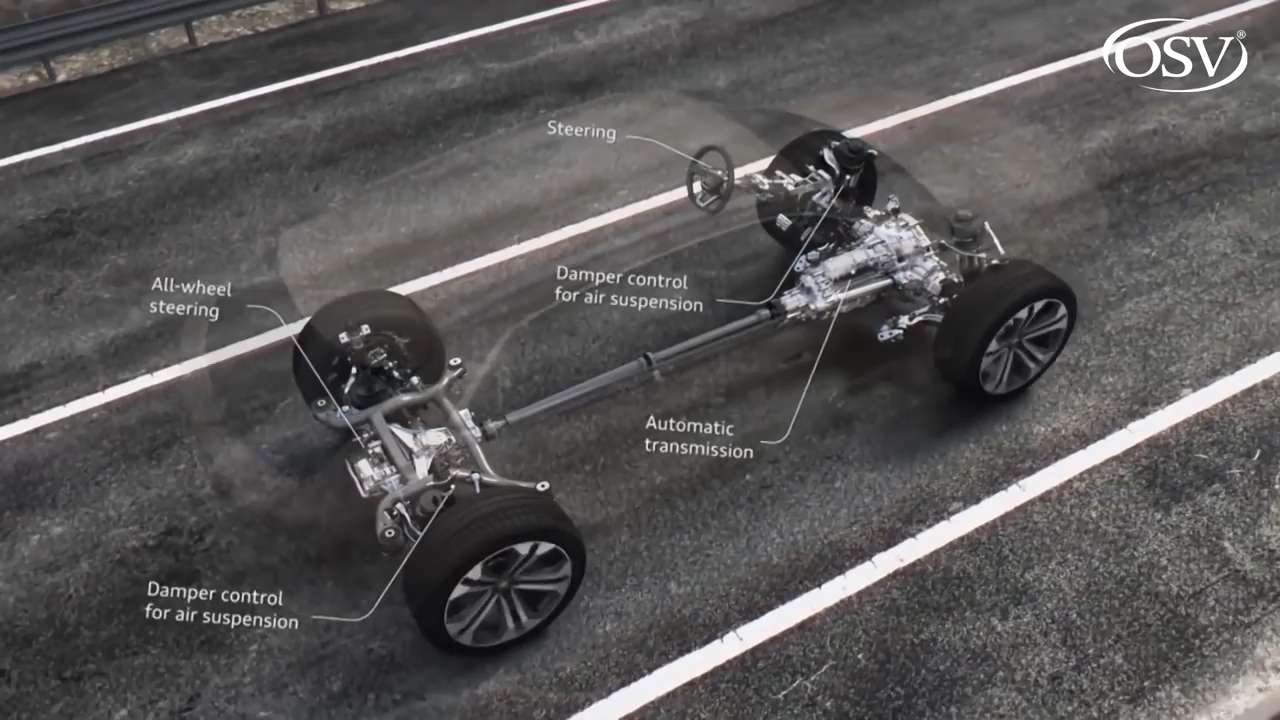 OSV®
Steering
Damper control
for air suspension
All-wheel
steering
Automatic
transmission
Damper control
for air suspension